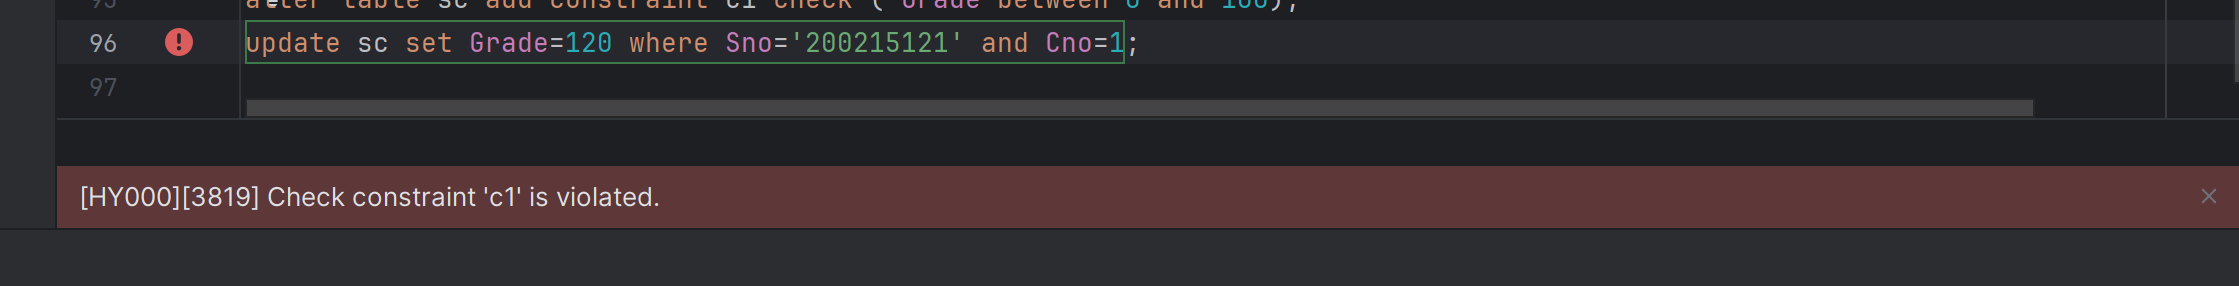 95 alter table sc add constraint c1 check ( Grade between 0 and 100);
96 update sc set Grade=120 where Sno='200215121' and Cno=1;
97
[HY000][3819] Check constraint 'c1' is violated.